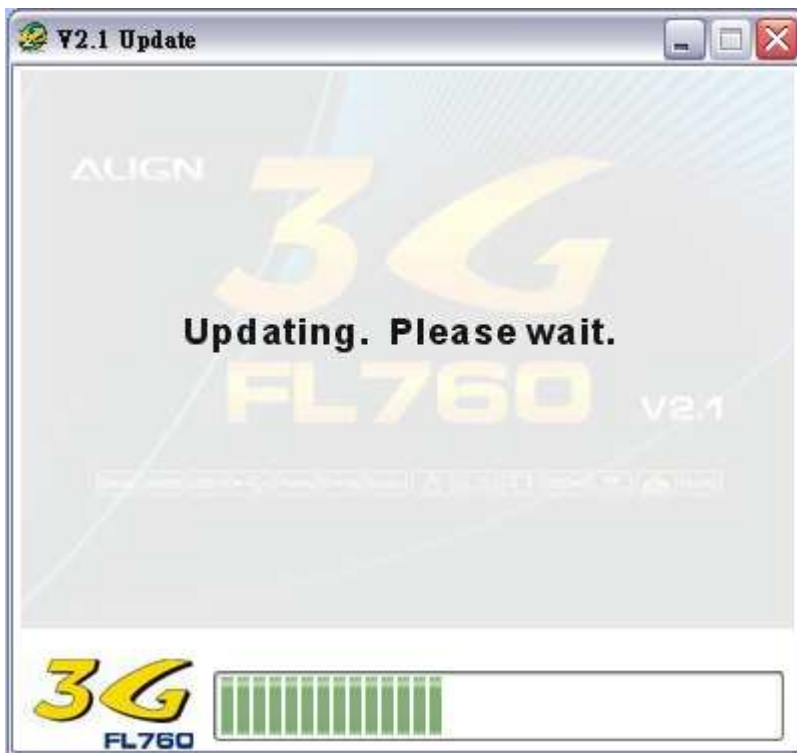 V2.1 Update
ALIGN
3G
Updating. Please wait.
FL760
V2.1
3G
FL760